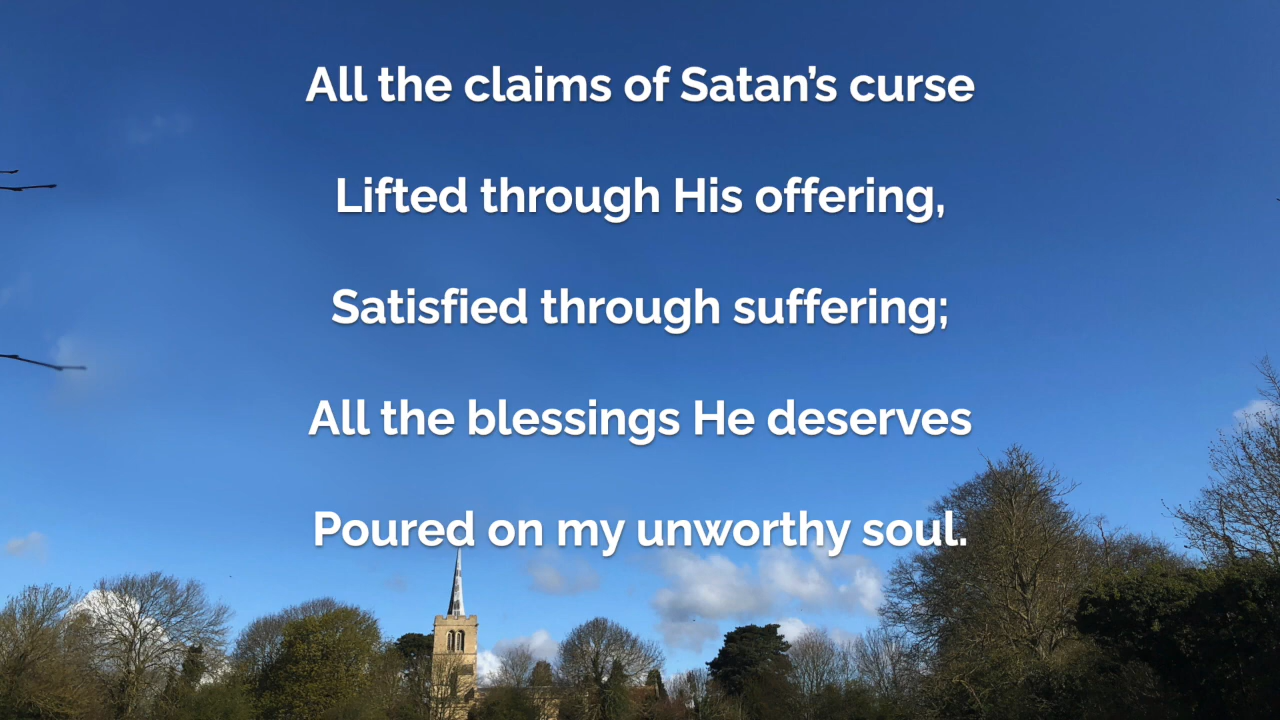 All the claims of Satan’s curse
Lifted through His offering,
Satisfied through suffering;
All the blessings He deserves
Poured on my unworthy soul.